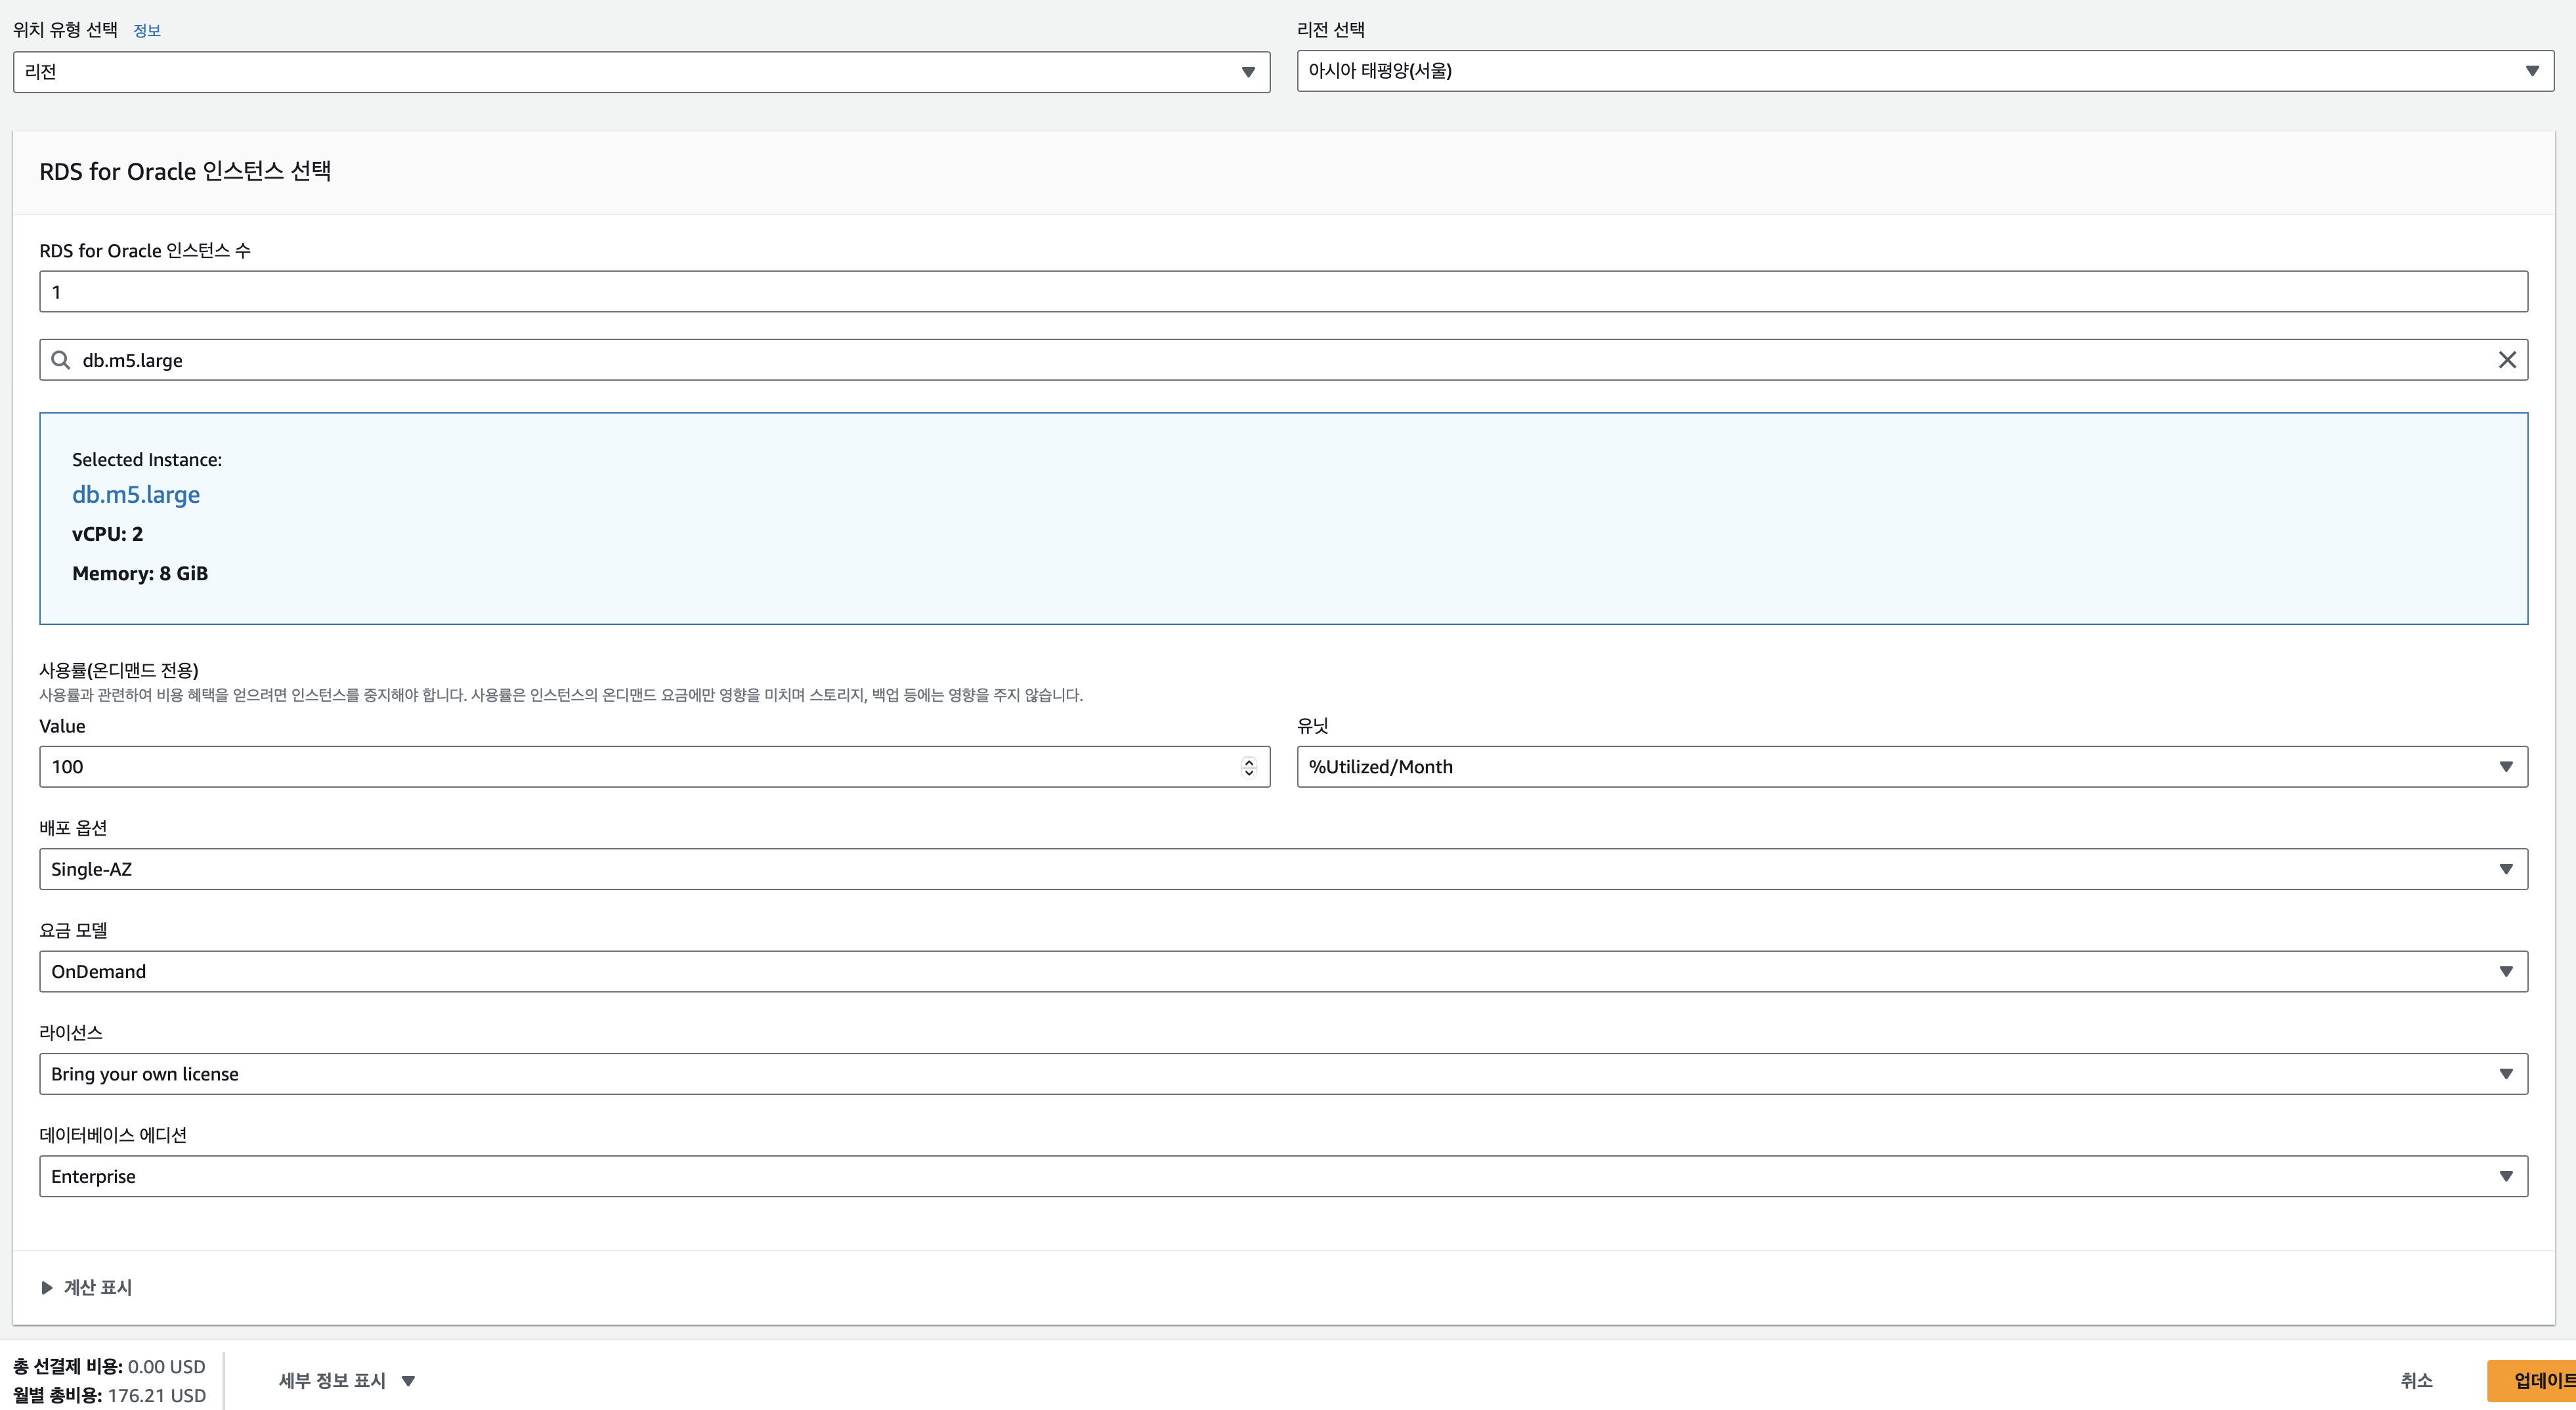 위치 유형 선택 정보
리전 선택
리전
아시아 태평양(서울)
RDS for Oracle 인스턴스 선택
RDS for Oracle 인스턴스 수
1
db.m5.large
Selected Instance:
db.m5.large
vCPU: 2
Memory: 8 GiB
사용률(온디맨드 전용)
사용률과 관련하여 비용 혜택을 얻으려면 인스턴스를 중지해야 합니다. 사용률은 인스턴스의 온디맨드 요금에만 영향을 미치며 스토리지, 백업 등에는 영향을 주지 않습니다.
Value
유닛
100
%Utilized/Month
배포 옵션
Single-AZ
요금 모델
OnDemand
라이선스
Bring your own license
데이터베이스 에디션
Enterprise
계산 표시
총 선결제 비용: 0.00 USD
월별 총비용: 176.21 USD
세부 정보 표시
취소
업데이트